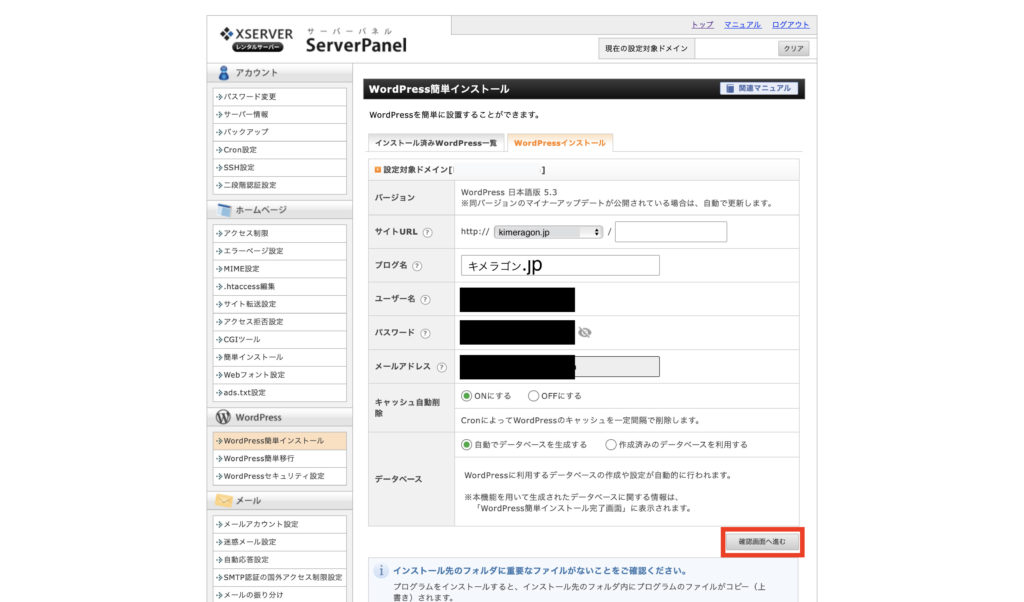 XSERVER
レンタルサーバー
サーバーパネル
ServerPanel
トップ マニュアル ログアウト
現在の設定対象ドメイン クリア
アカウント
パスワード変更
サーバー情報
バックアップ
Cron設定
SSH設定
二段階認証設定
ホームページ
アクセス制限
エラーページ設定
MIME設定
.htaccess編集
サイト転送設定
アクセス拒否設定
CGIツール
簡単インストール
Webフォント設定
ads.txt設定
WordPress
WordPress簡単インストール
WordPress簡単移行
WordPressセキュリティ設定
メール
メールアカウント設定
迷惑メール設定
自動応答設定
SMTP認証の国外アクセス制限設定
メールの振り分け
WordPress簡単インストール 関連マニュアル
WordPressを簡単に設置することができます。
インストール済みWordPress一覧 WordPressインストール
設定対象ドメイン[ ]
バージョン WordPress 日本語版 5.3
※同バージョンのマイナーアップデートが公開されている場合は、自動で更新します。
サイトURL ? http:// kimeragon.jp /
ブログ名 ? キメラゴン.jp
ユーザー名 ?
パスワード ?
メールアドレス ?
キャッシュ自動削除 ONにする OFFにする
CronによってWordPressのキャッシュを一定間隔で削除します。
データベース 自動でデータベースを生成する 作成済みのデータベースを利用する
WordPressに利用するデータベースの作成や設定が自動的に行われます。
※本機能を用いて生成されたデータベースに関する情報は、
「WordPress簡単インストール完了画面」に表示されます。
確認画面へ進む
インストール先のフォルダに重要なファイルがないことをご確認ください。
プログラムをインストールすると、インストール先のフォルダ内にプログラムのファイルがコピー（上
書き）されます。